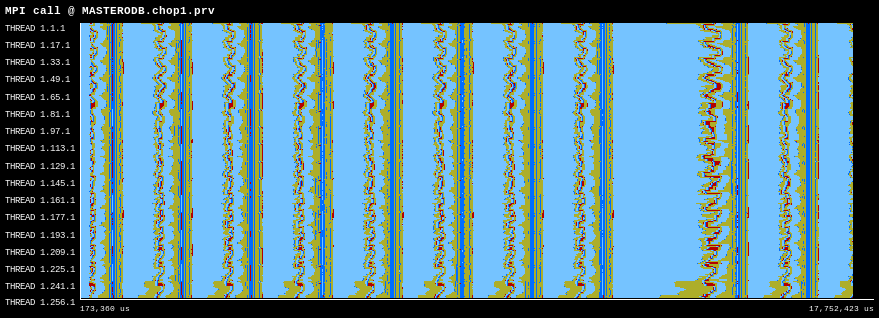 MPI call @ MASTERODB.chop1.prv
THREAD 1.1.1
THREAD 1.17.1
THREAD 1.33.1
THREAD 1.49.1
THREAD 1.65.1
THREAD 1.81.1
THREAD 1.97.1
THREAD 1.113.1
THREAD 1.129.1
THREAD 1.145.1
THREAD 1.161.1
THREAD 1.177.1
THREAD 1.193.1
THREAD 1.209.1
THREAD 1.225.1
THREAD 1.241.1
THREAD 1.256.1
173,360 us 17,752,423 us